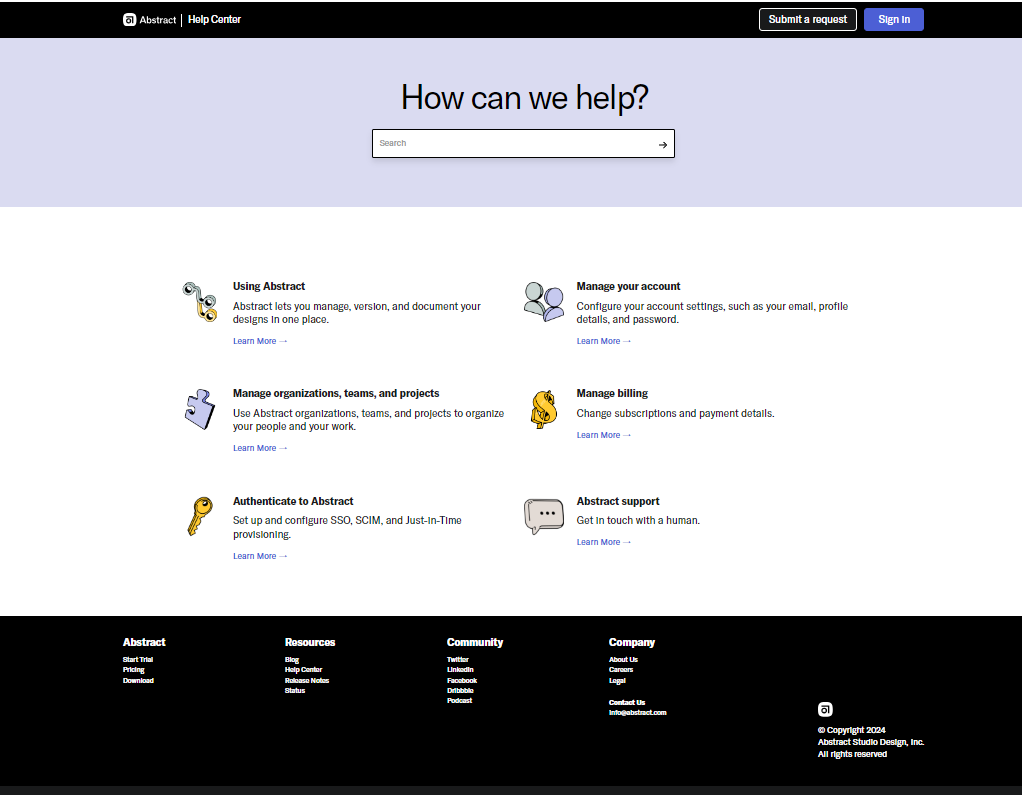 Abstract | Help Center
Submit a request
Sign in
How can we help?
Search →
Using Abstract
Abstract lets you manage, version, and document your
designs in one place.
Learn More →
Manage your account
Configure your account settings, such as your email, profile
details, and password.
Learn More →
Manage organizations, teams, and projects
Use Abstract organizations, teams, and projects to organize
your people and your work.
Learn More →
Manage billing
Change subscriptions and payment details.
Learn More →
Authenticate to Abstract
Set up and configure SSO, SCIM, and Just-in-Time
provisioning.
Learn More →
Abstract support
Get in touch with a human.
Learn More →
Abstract
Start Trial
Pricing
Download
Resources
Blog
Help Center
Release Notes
Status
Community
Twitter
LinkedIn
Facebook
Dribbble
Podcast
Company
About Us
Careers
Legal
Contact Us
info@abstract.com
© Copyright 2024
Abstract Studio Design, Inc.
All rights reserved